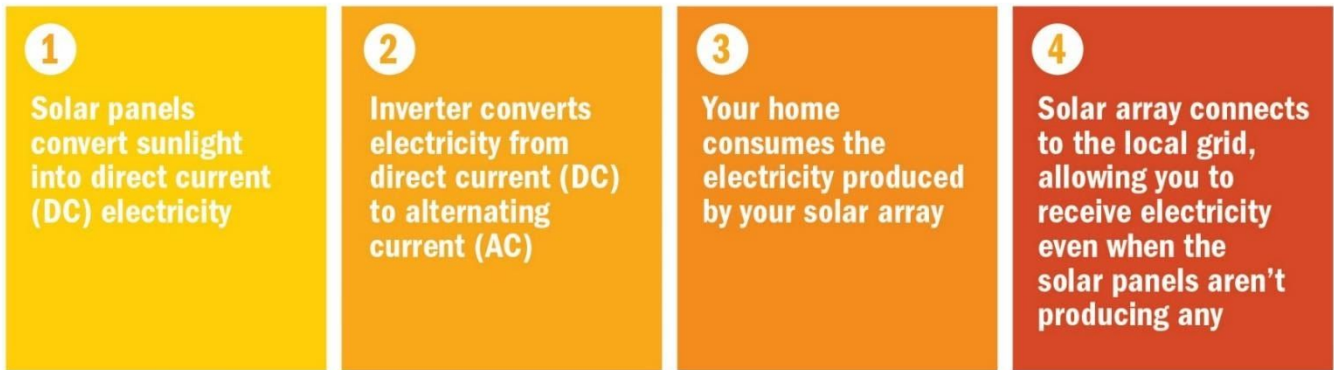 1
Solar panels
convert sunlight
into direct current
(DC) electricity
2
Inverter converts
electricity from
direct current (DC)
to alternating
current (AC)
3
Your home
consumes the
electricity produced
by your solar array
4
Solar array connects
to the local grid,
allowing you to
receive electricity
even when the
solar panels aren’t
producing any